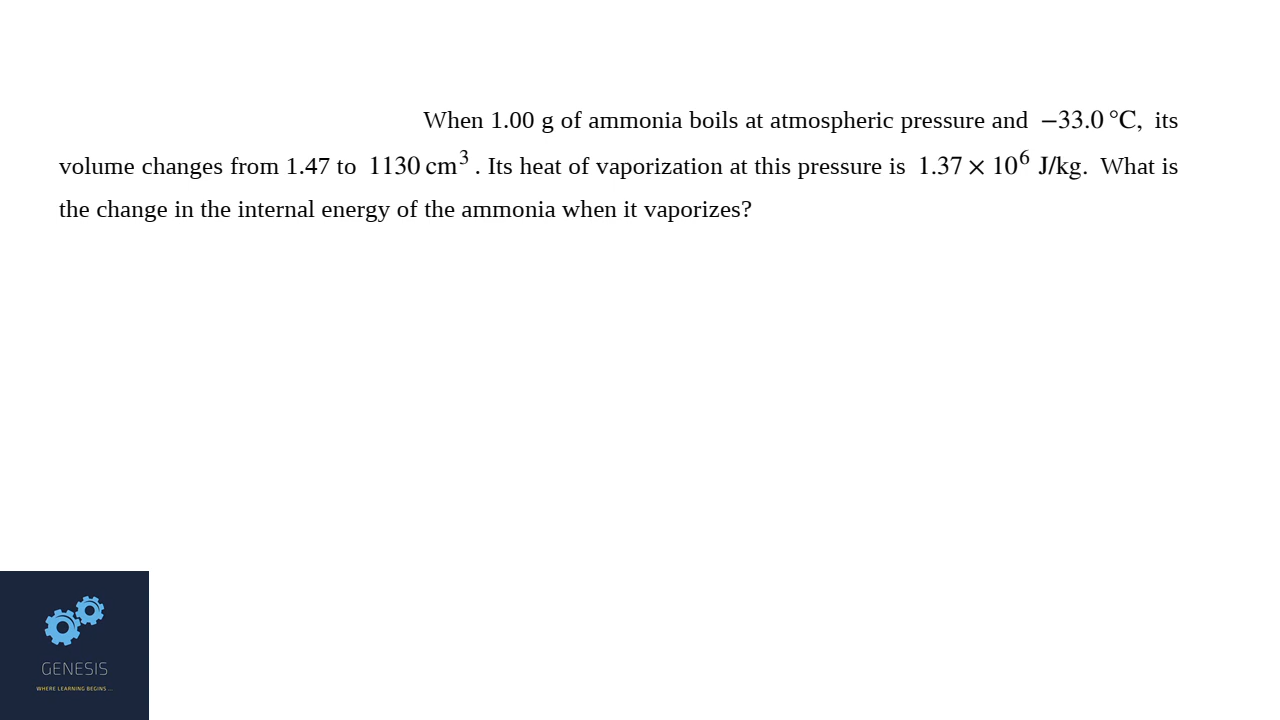 When 1.00 g of ammonia boils at atmospheric pressure and −33.0 °C, its
volume changes from 1.47 to 1130 cm³. Its heat of vaporization at this pressure is 1.37 × 10⁶ J/kg. What is
the change in the internal energy of the ammonia when it vaporizes?
GENESIS
WHERE LEARNING BEGINS ...